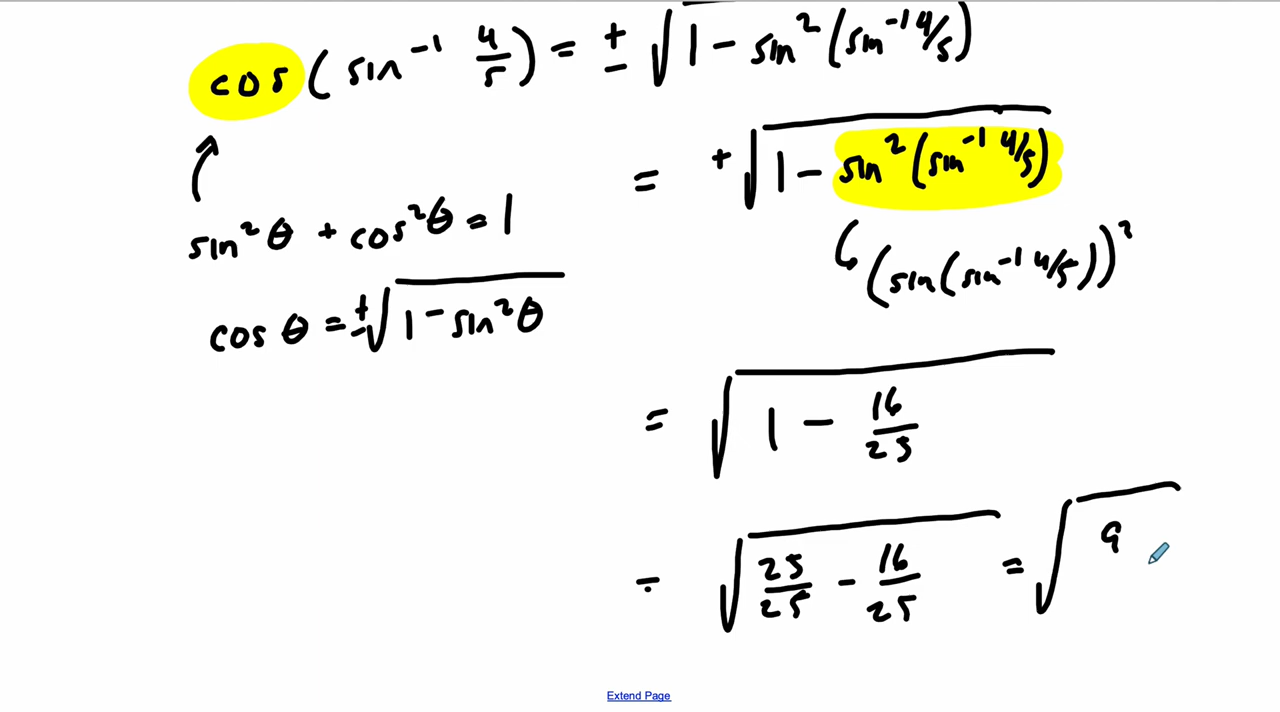 cos(sin⁻¹ 4/5) = ± √(1 − sin²(sin⁻¹ 4/5))
= +√(1 − sin²(sin⁻¹ 4/5))
(sin(sin⁻¹ 4/5))²
sin²θ + cos²θ = 1
cos θ = ±√(1 − sin²θ)
= √(1 − 16/25)
= √(25/25 − 16/25) = √9
Extend Page